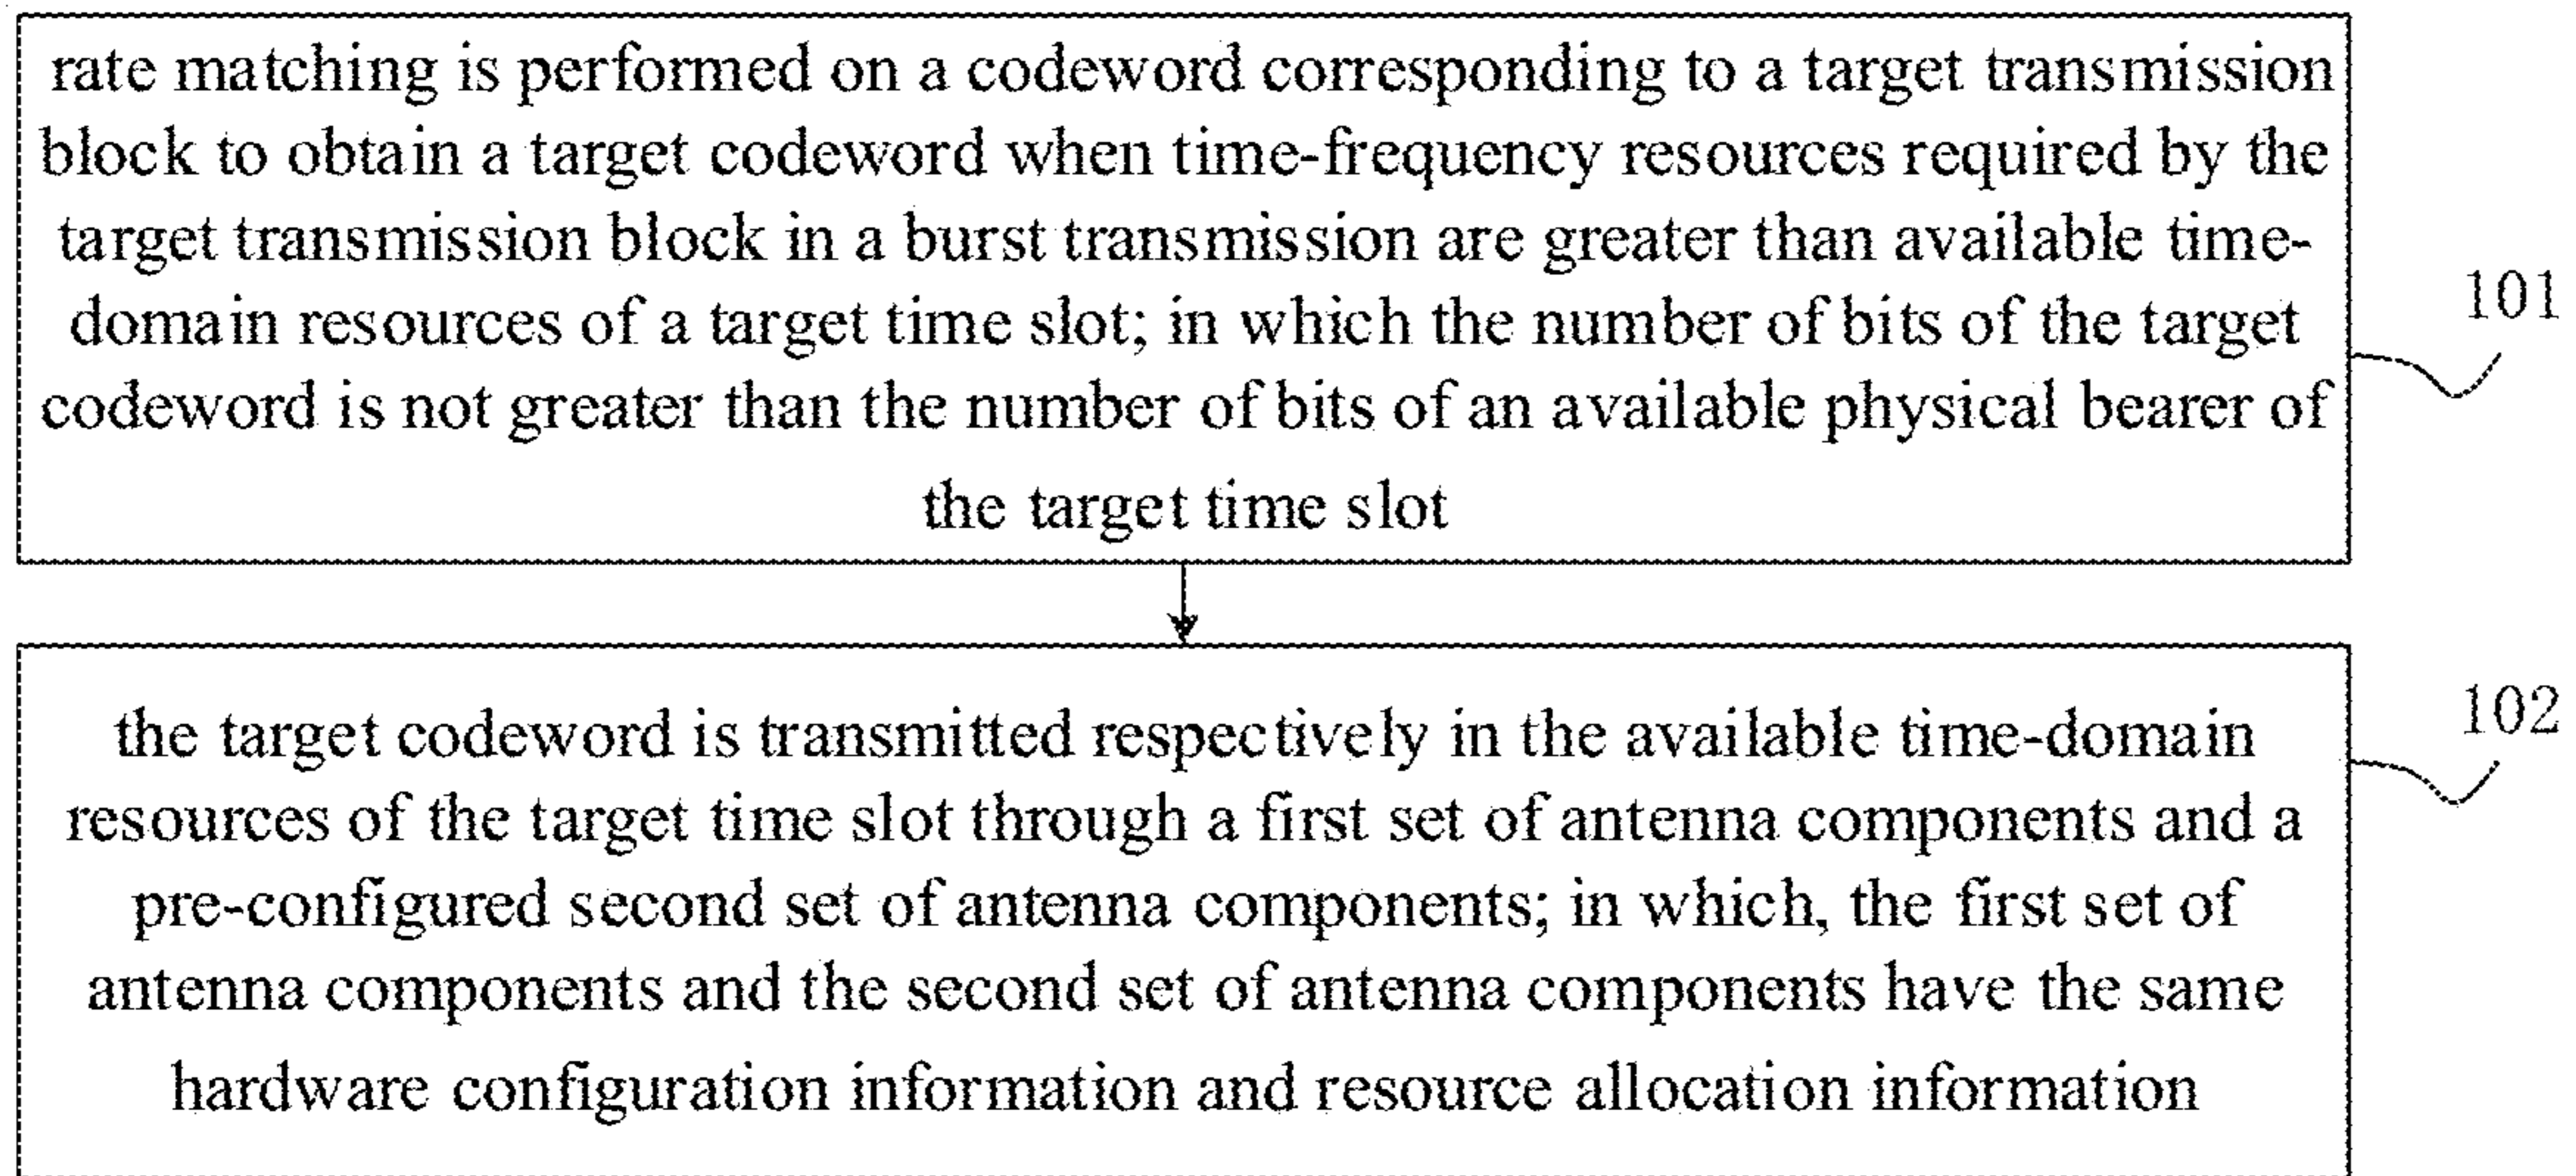 rate matching is performed on a codeword corresponding to a target transmission
block to obtain a target codeword when time-frequency resources required by the
target transmission block in a burst transmission are greater than available time-
domain resources of a target time slot; in which the number of bits of the target
codeword is not greater than the number of bits of an available physical bearer of
the target time slot
101
the target codeword is transmitted respectively in the available time-domain
resources of the target time slot through a first set of antenna components and a
pre-configured second set of antenna components; in which, the first set of
antenna components and the second set of antenna components have the same
hardware configuration information and resource allocation information
102